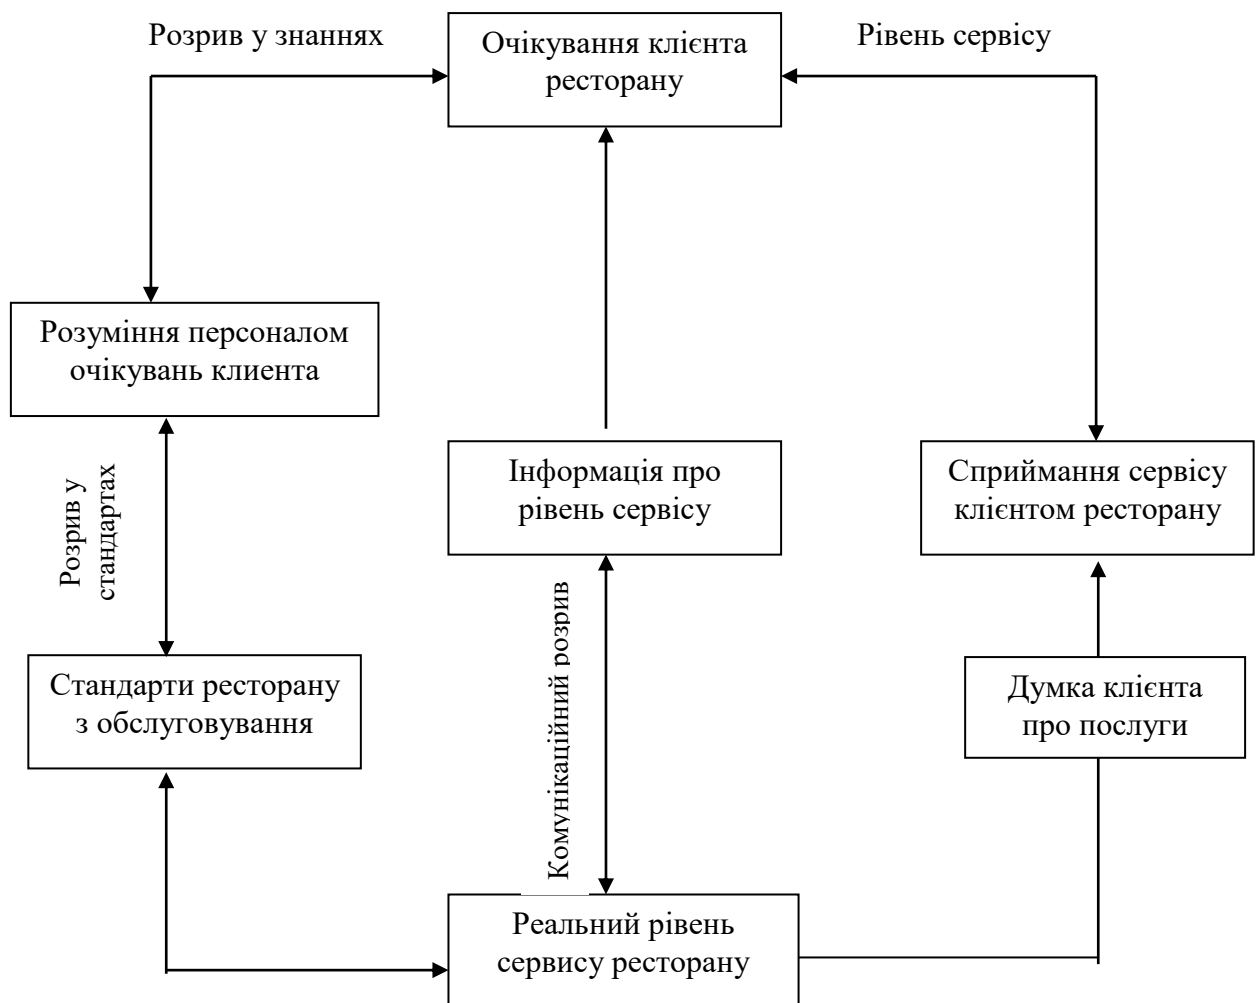 Розрив у знаннях
Очікування клієнта
ресторану
Рівень сервісу
Розуміння персоналом
очікувань клиента
Розрив у
стандартах
Інформація про
рівень сервісу
Сприймання сервісу
клієнтом ресторану
Комунікаційний розрив
Стандарти ресторану
з обслуговування
Думка клієнта
про послуги
Реальний рівень
сервису ресторану